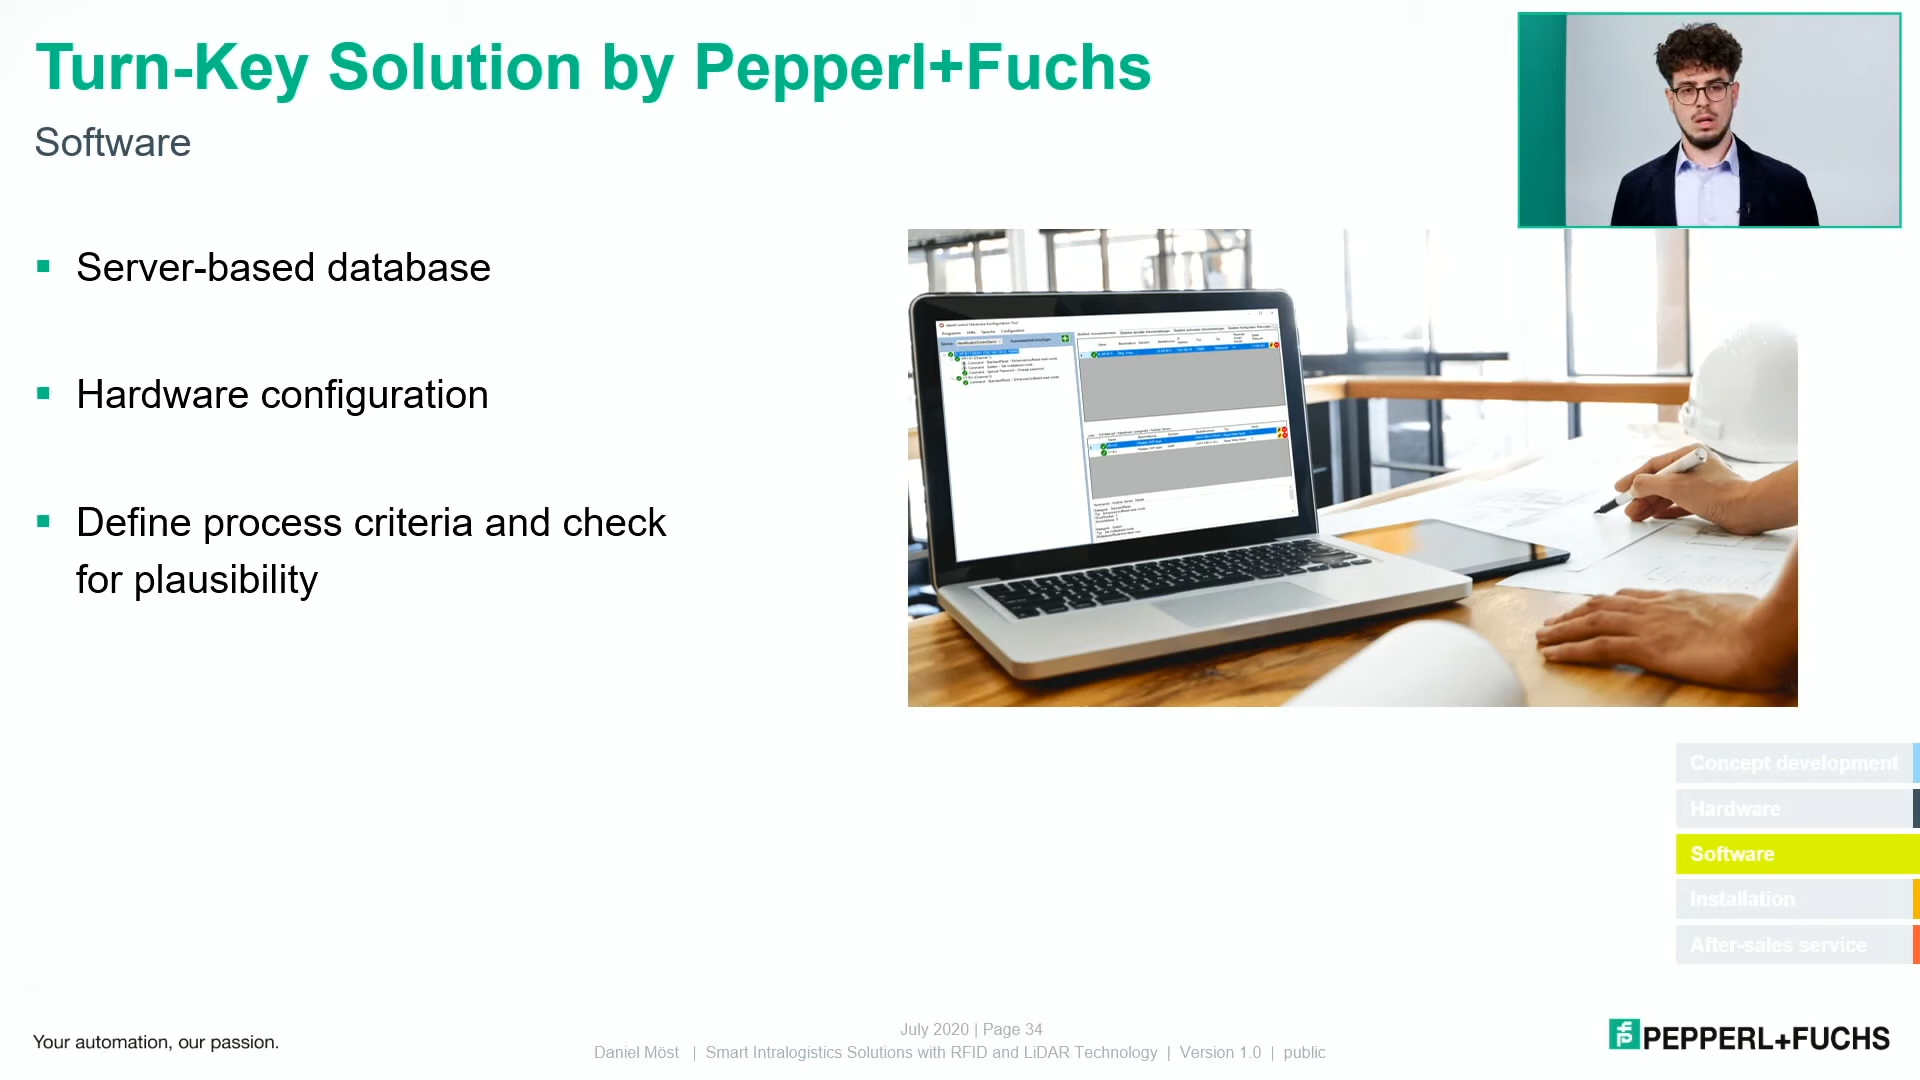 Turn-Key Solution by Pepperl+Fuchs
Software
Server-based database
Hardware configuration
Define process criteria and check
for plausibility
Concept development
Hardware
Software
Installation
After-sales service
Your automation, our passion.
July 2020 | Page 34
Daniel Möst | Smart Intralogistics Solutions with RFID and LiDAR Technology | Version 1.0 | public
PEPPERL+FUCHS